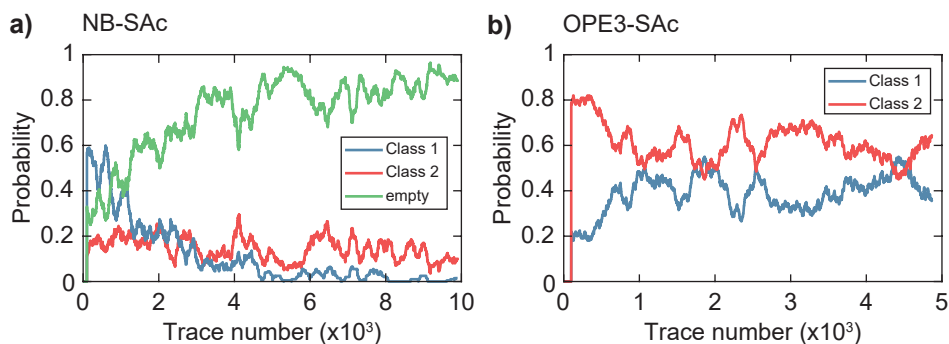 a) NB-SAc
Probability
1
0.8
0.6
0.4
0.2
0
Class 1
Class 2
empty
0 2 4 6 8 10
Trace number (x10³)
b) OPE3-SAc
Probability
1
0.8
0.6
0.4
0.2
0
Class 1
Class 2
0 1 2 3 4 5
Trace number (x10³)